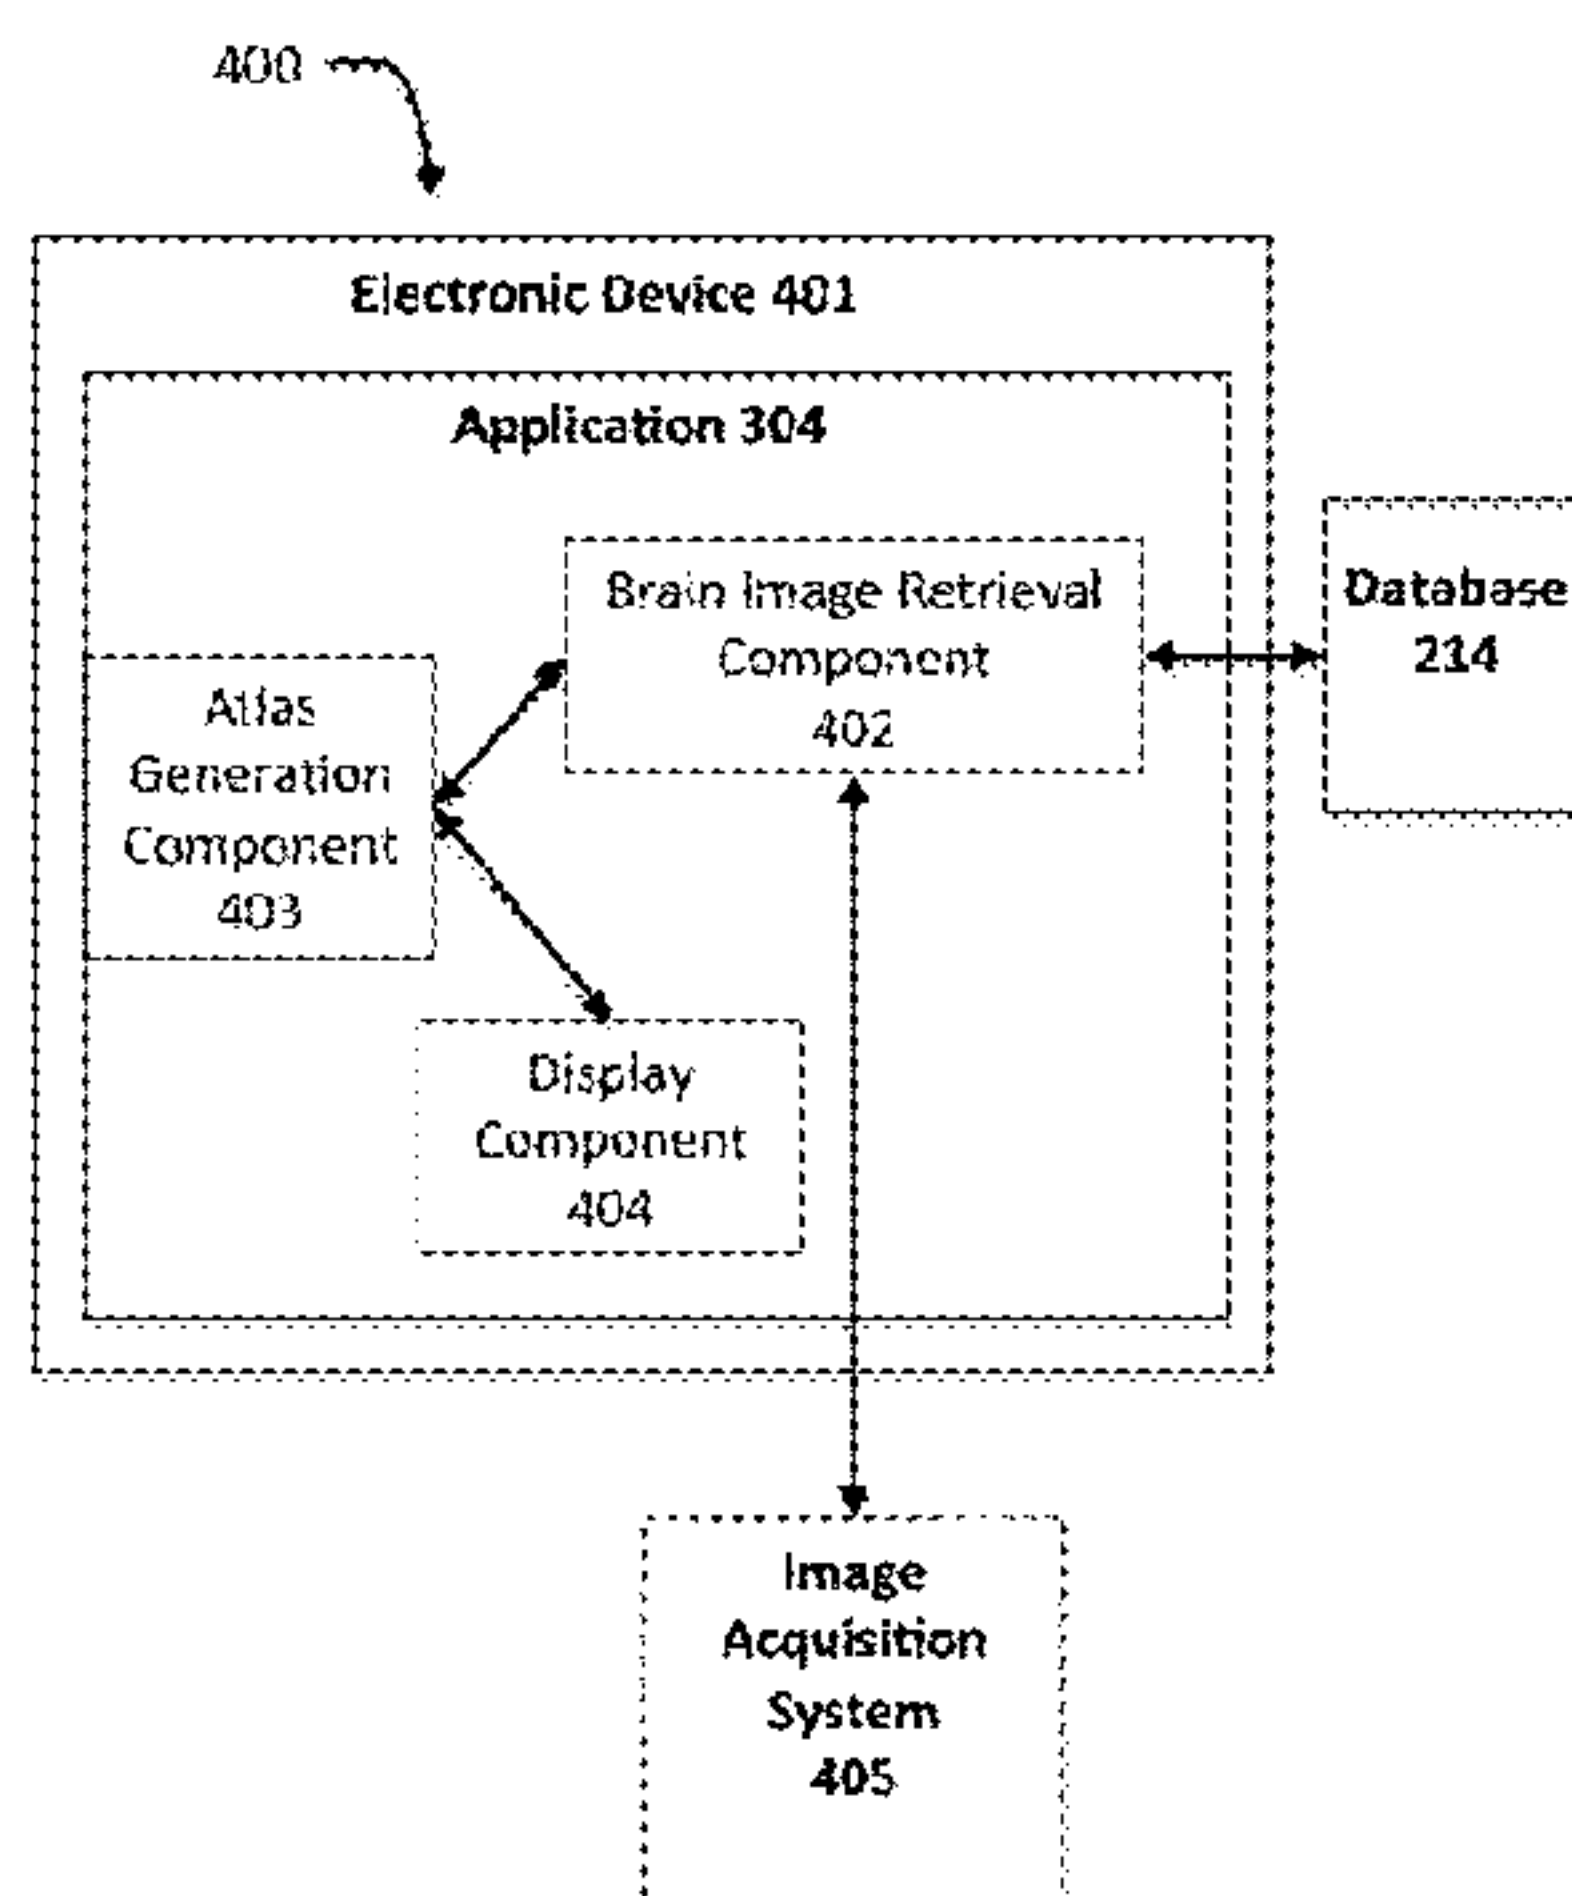 400
Electronic Device 401
Application 304
Brain Image Retrieval
Component
402
Database
214
Atlas
Generation
Component
403
Display
Component
404
Image
Acquisition
System
405